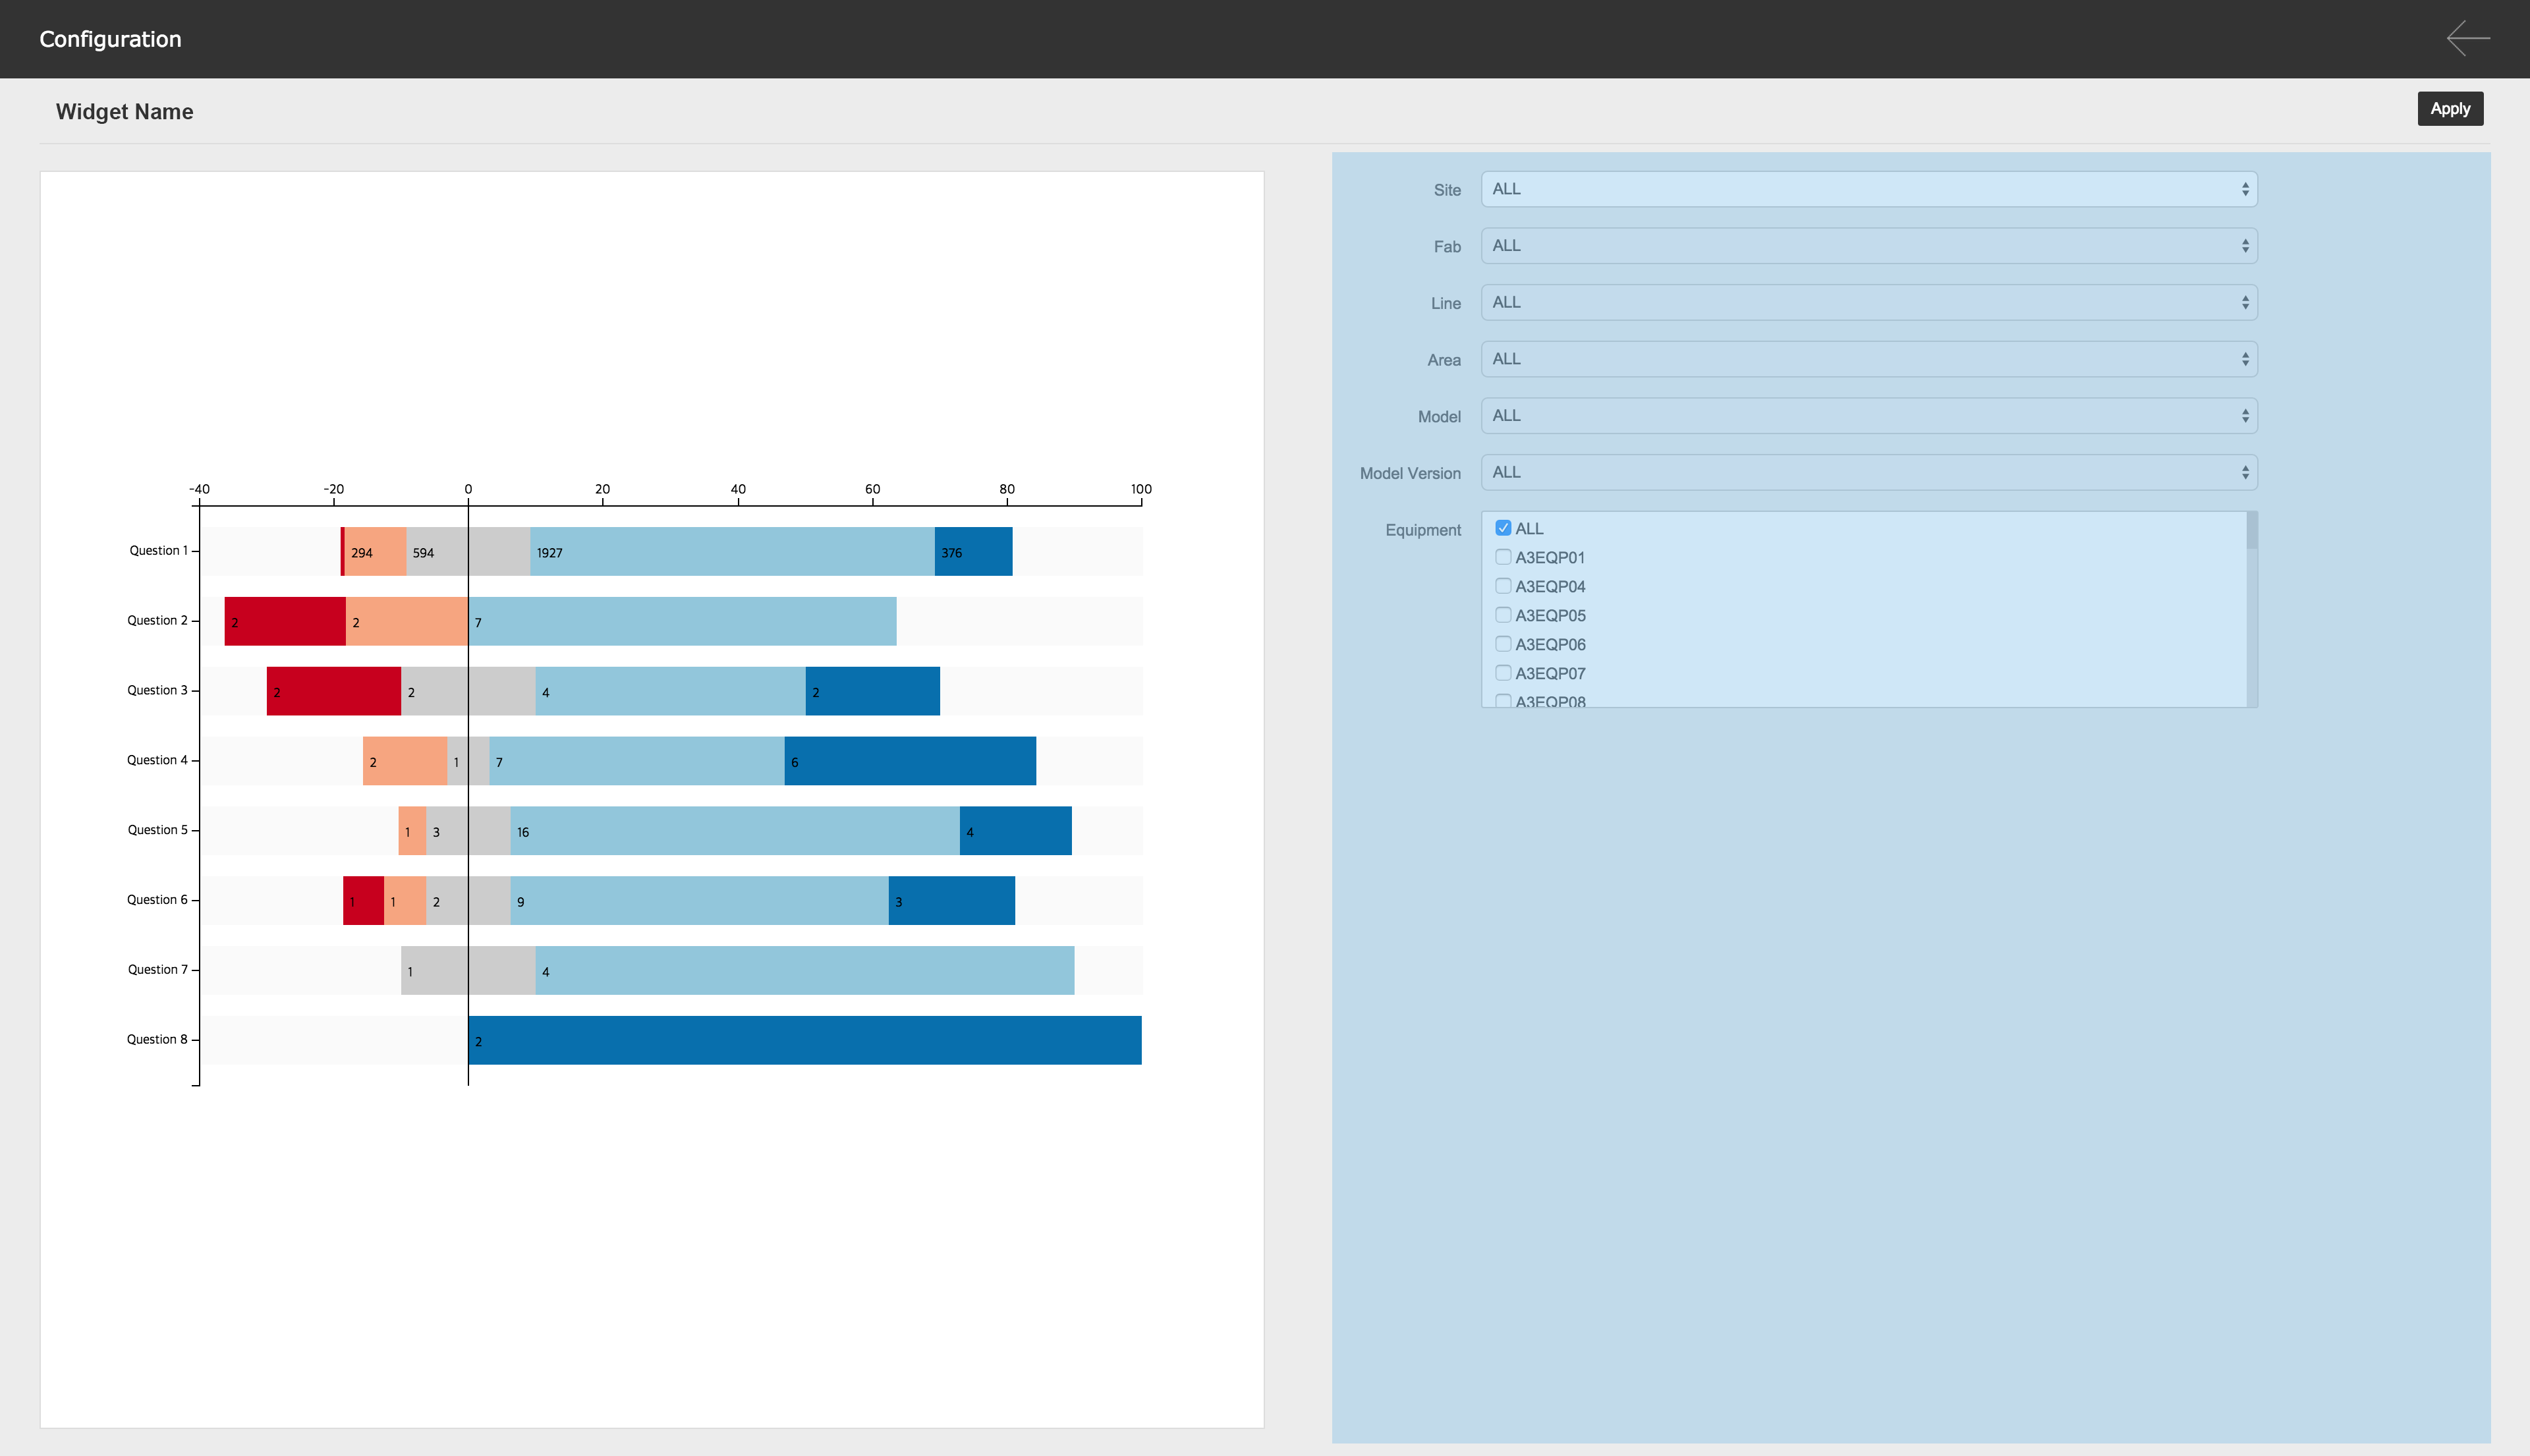 Configuration
Widget Name
Apply
-40 -20 0 20 40 60 80 100
Question 1 294 594 1927 376
Question 2 2 2 7
Question 3 2 2 4 2
Question 4 2 1 7 6
Question 5 1 3 16 4
Question 6 1 1 2 9 3
Question 7 1 4
Question 8 2
Site ALL
Fab ALL
Line ALL
Area ALL
Model ALL
Model Version ALL
Equipment ALL
A3EQP01
A3EQP04
A3EQP05
A3EQP06
A3EQP07
A3EQP08